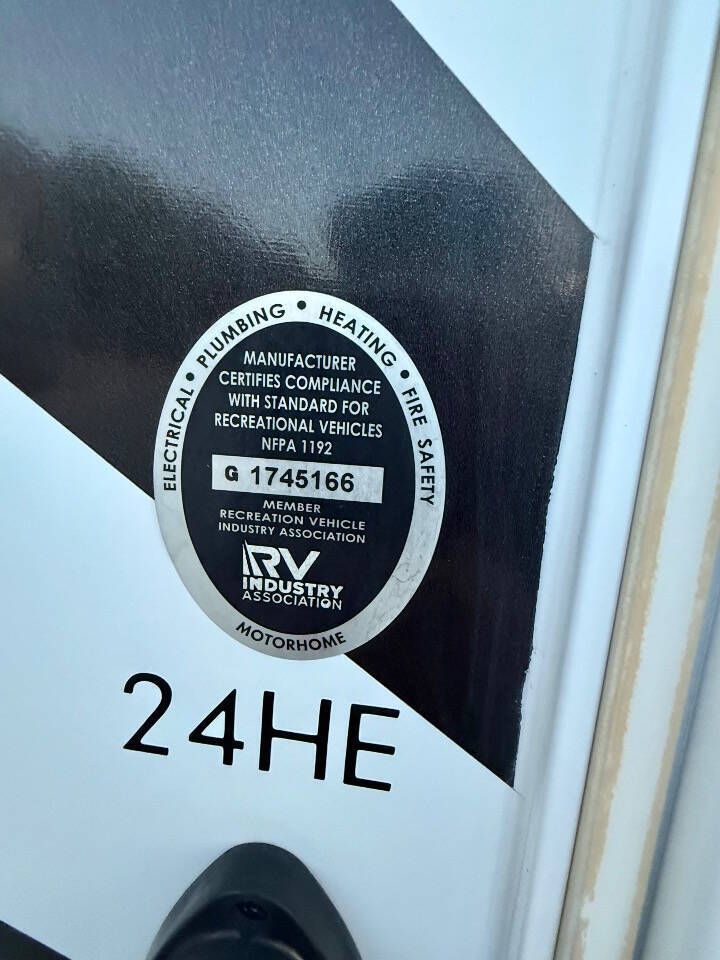 ELECTRICAL • PLUMBING • HEATING • FIRE SAFETY
MANUFACTURER
CERTIFIES COMPLIANCE
WITH STANDARD FOR
RECREATIONAL VEHICLES
NFPA 1192
G 1745166
MEMBER
RECREATION VEHICLE
INDUSTRY ASSOCIATION
RV
INDUSTRY
ASSOCIATION
MOTORHOME
24HE